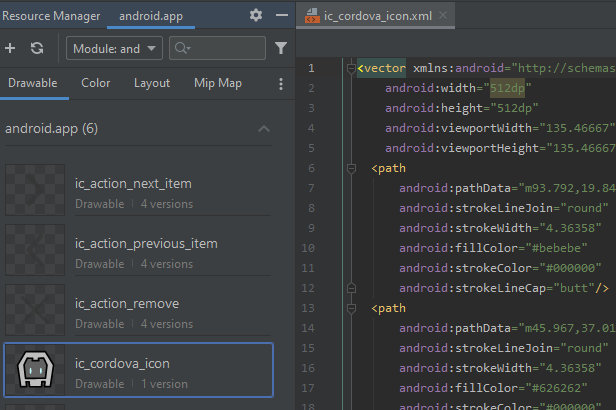 Resource Manager
android.app
Module: and
Drawable
Color
Layout
Mip Map
android.app (6)
ic_action_next_item
Drawable | 4 versions
ic_action_previous_item
Drawable | 4 versions
ic_action_remove
Drawable | 4 versions
ic_cordova_icon
Drawable | 1 version
ic_cordova_icon.xml
1 <vector xmlns:android="http://schemas
2 android:width="512dp"
3 android:height="512dp"
4 android:viewportWidth="135.46667
5 android:viewportHeight="135.46667
6 <path
7 android:pathData="m93.792,19.84
8 android:strokeLineJoin="round"
9 android:strokeWidth="4.36358"
10 android:fillColor="#bebebe"
11 android:strokeColor="#000000"
12 android:strokeLineCap="butt"/>
13 <path
14 android:pathData="m45.967,37.01
15 android:strokeLineJoin="round"
16 android:strokeWidth="4.36358"
17 android:fillColor="#626262"
18 android:strokeColor="#000000"